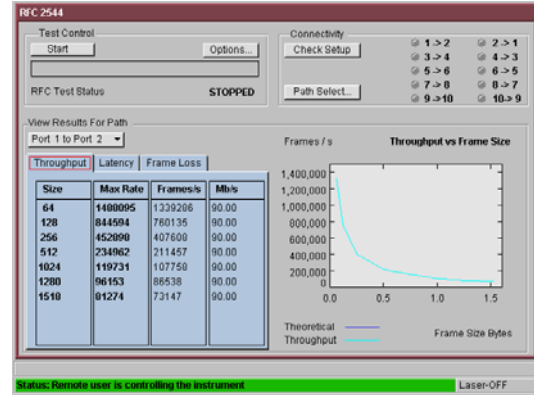 RFC 2544
Test Control
Start
Options...
RFC Test Status
STOPPED
Connectivity
Check Setup
Path Select...
1->2 2->1
3->4 4->3
5->6 6->5
7->8 8->7
9->10 10->9
View Results For Path
Port 1 to Port 2
Throughput Latency Frame Loss
Size Max Rate Frames/s Mb/s
64 1488095 1339286 90.00
128 844594 760135 90.00
256 452898 407608 90.00
512 234962 211457 90.00
1024 119731 107758 90.00
1280 96153 86538 90.00
1518 81274 73147 90.00
Frames / s Throughput vs Frame Size
1,400,000
1,200,000
1,000,000
800,000
600,000
400,000
200,000
0
0.0 0.5 1.0 1.5
Theoretical
Throughput
Frame Size Bytes
Status: Remote user is controlling the instrument
Laser-OFF